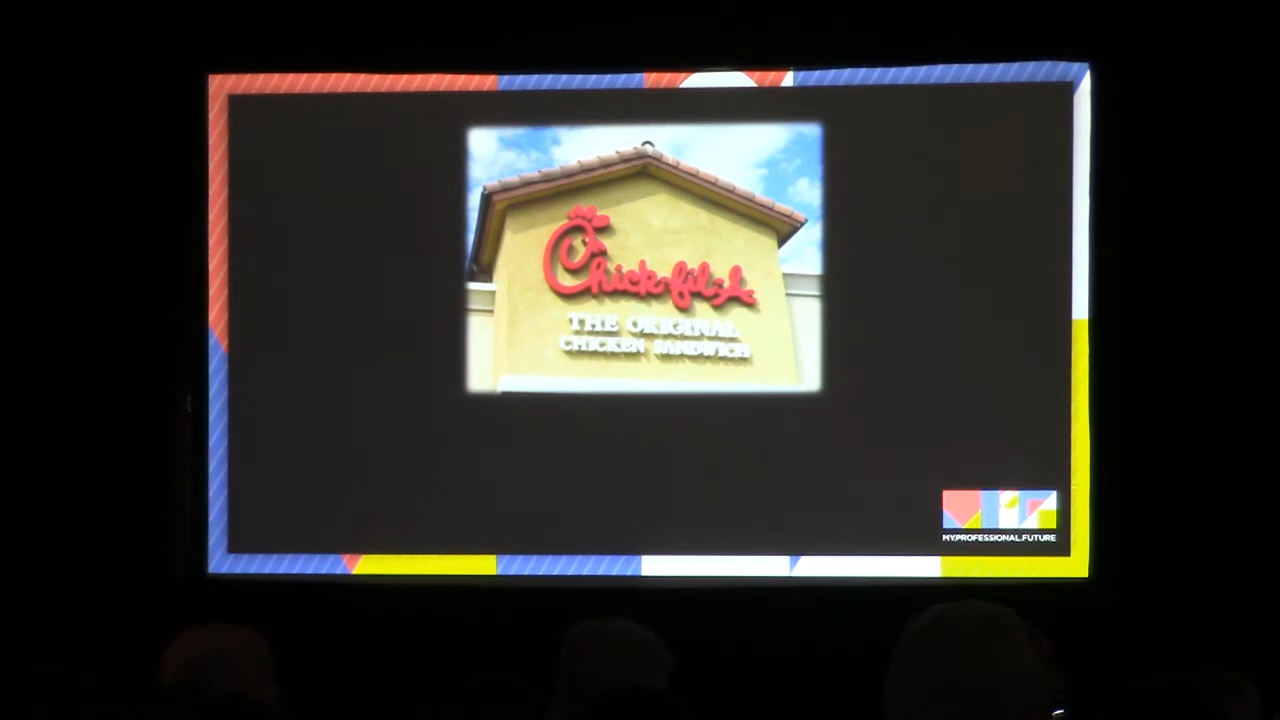 Chick-fil-A
THE ORIGINAL
CHICKEN SANDWICH
MY.PROFESSIONAL.FUTURE